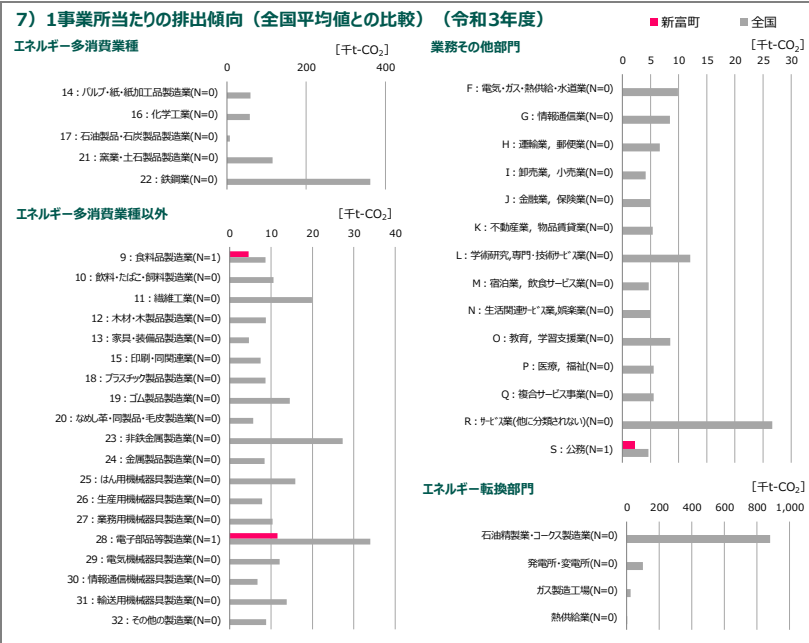 7）1事業所当たりの排出傾向（全国平均値との比較）（令和3年度）
■新富町 ■全国
エネルギー多消費業種
［千t-CO₂］
0 200 400
14：パルプ・紙・紙加工品製造業(N=0)
16：化学工業(N=0)
17：石油製品・石炭製品製造業(N=0)
21：窯業・土石製品製造業(N=0)
22：鉄鋼業(N=0)
エネルギー多消費業種以外
［千t-CO₂］
0 10 20 30 40
9：食料品製造業(N=1)
10：飲料・たばこ・飼料製造業(N=0)
11：繊維工業(N=0)
12：木材・木製品製造業(N=0)
13：家具・装備品製造業(N=0)
15：印刷・同関連業(N=0)
18：プラスチック製品製造業(N=0)
19：ゴム製品製造業(N=0)
20：なめし革・同製品・毛皮製造業(N=0)
23：非鉄金属製造業(N=0)
24：金属製品製造業(N=0)
25：はん用機械器具製造業(N=0)
26：生産用機械器具製造業(N=0)
27：業務用機械器具製造業(N=0)
28：電子部品等製造業(N=1)
29：電気機械器具製造業(N=0)
30：情報通信機械器具製造業(N=0)
31：輸送用機械器具製造業(N=0)
32：その他の製造業(N=0)
業務その他部門
［千t-CO₂］
0 5 10 15 20 25 30
F：電気・ガス・熱供給・水道業(N=0)
G：情報通信業(N=0)
H：運輸業，郵便業(N=0)
I：卸売業，小売業(N=0)
J：金融業，保険業(N=0)
K：不動産業，物品賃貸業(N=0)
L：学術研究,専門・技術ｻｰﾋﾞｽ業(N=0)
M：宿泊業，飲食サービス業(N=0)
N：生活関連ｻｰﾋﾞｽ業,娯楽業(N=0)
O：教育，学習支援業(N=0)
P：医療，福祉(N=0)
Q：複合サービス事業(N=0)
R：ｻｰﾋﾞｽ業(他に分類されない)(N=0)
S：公務(N=1)
エネルギー転換部門
［千t-CO₂］
0 200 400 600 800 1,000
石油精製業・コークス製造業(N=0)
発電所・変電所(N=0)
ガス製造工場(N=0)
熱供給業(N=0)